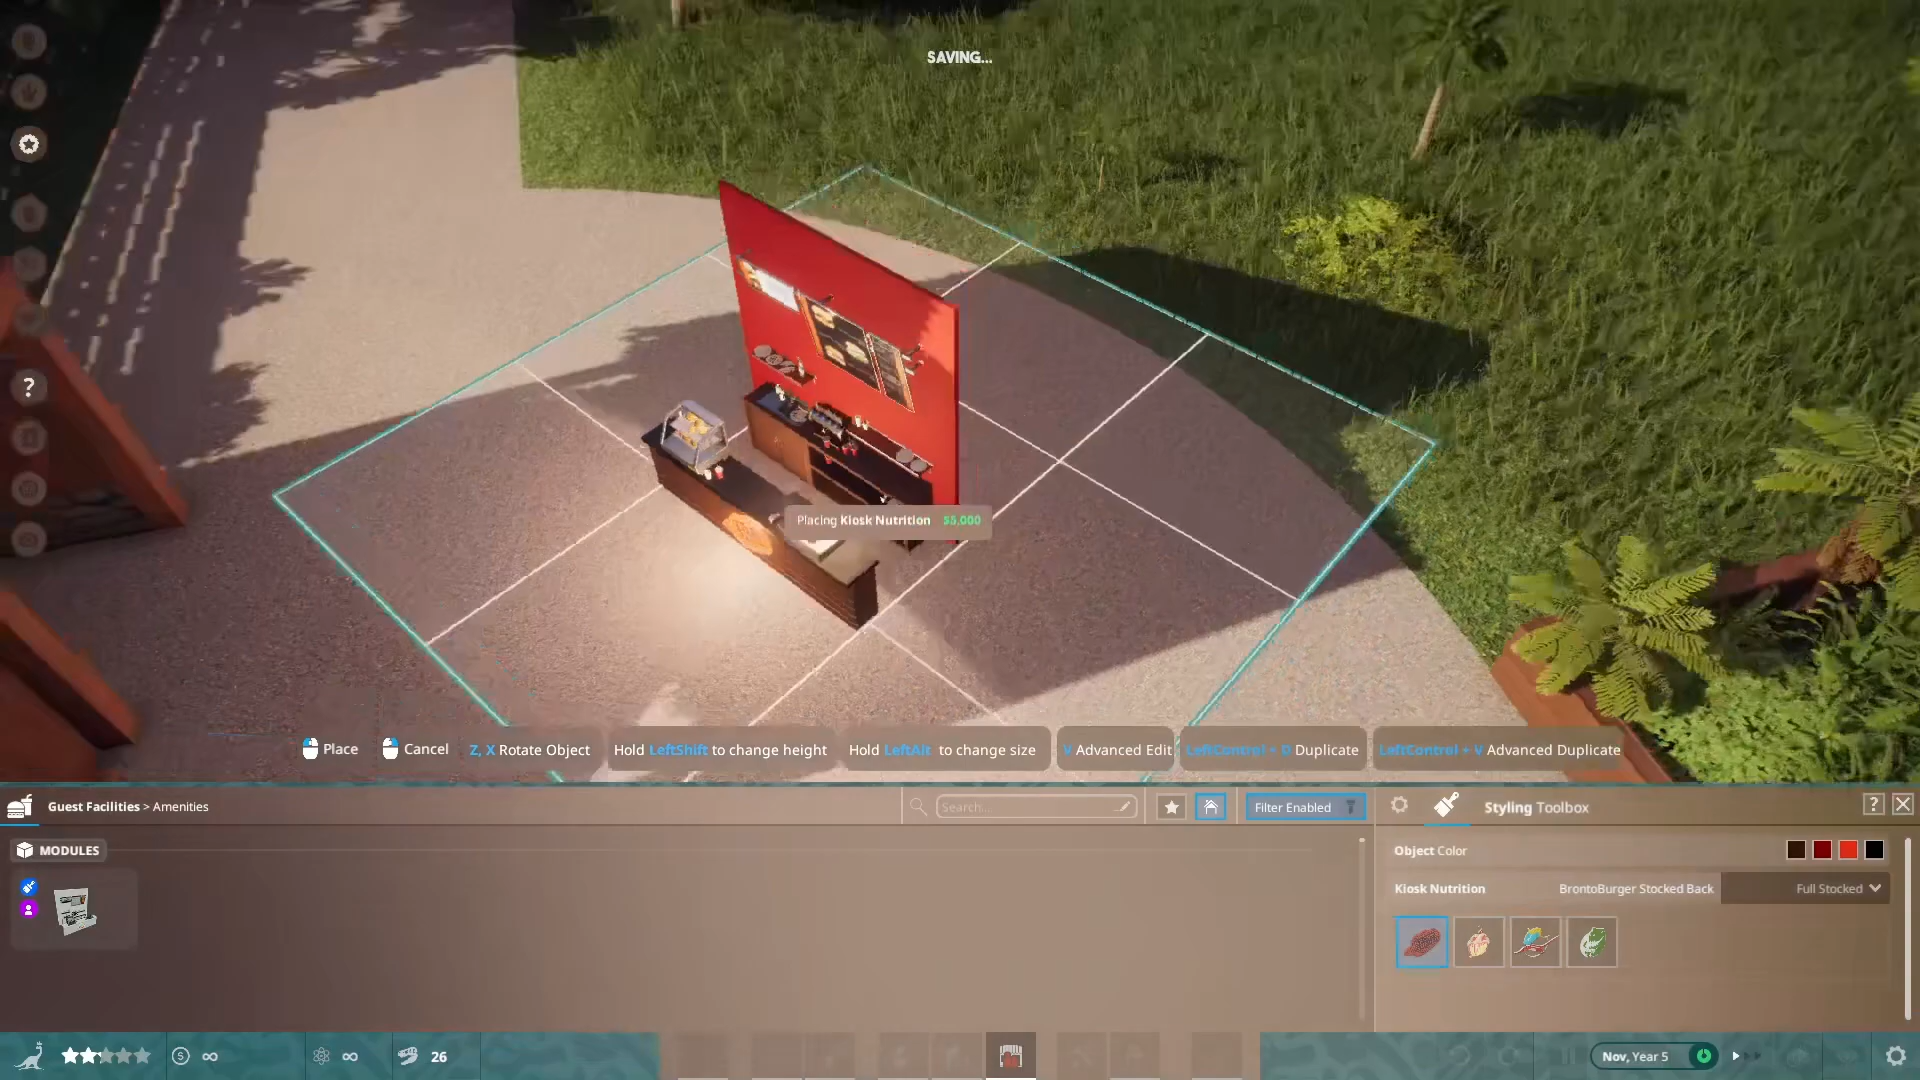 SAVING...
Placing Kiosk Nutrition $5,000
Place
Cancel
Z, X Rotate Object
Hold LeftShift to change height
Hold LeftAlt to change size
V Advanced Edit
LeftControl + D Duplicate
LeftControl + V Advanced Duplicate
Guest Facilities > Amenities
Search...
Filter Enabled
Styling Toolbox
?
?
MODULES
Object Color
Kiosk Nutrition
BrontoBurger Stocked Back
Full Stocked
26
Nov, Year 5